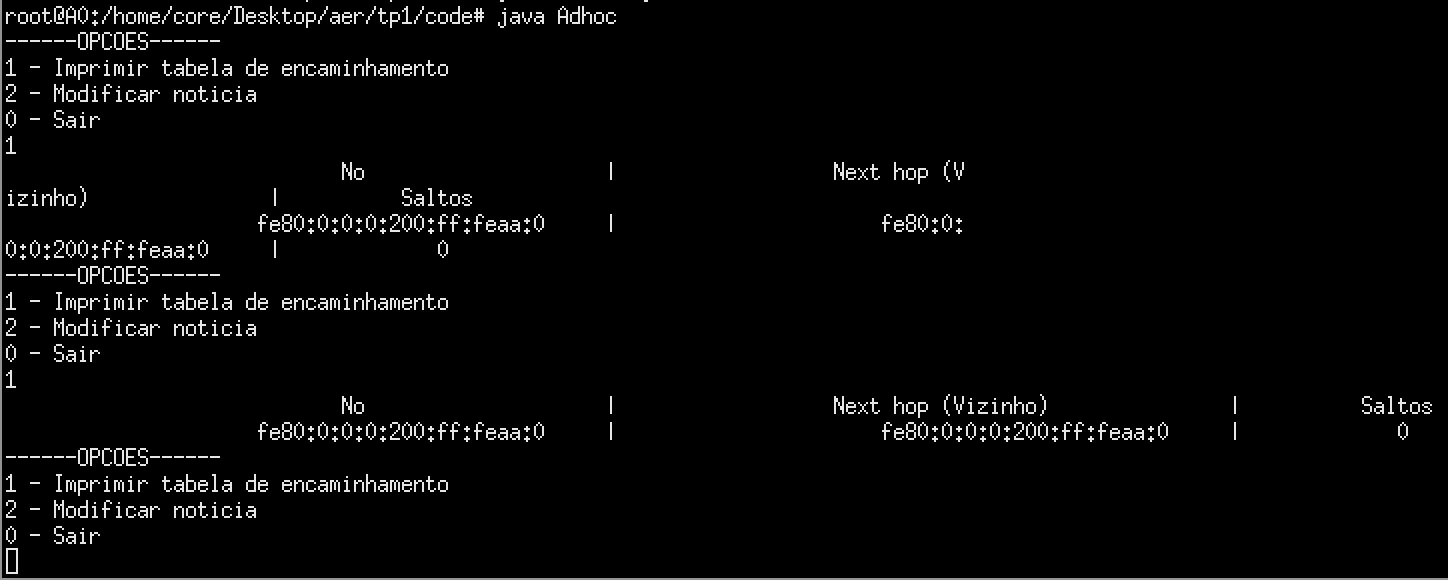 root@A0:/home/core/Desktop/aer/tp1/code# java Adhoc
------OPCOES------
1 - Imprimir tabela de encaminhamento
2 - Modificar noticia
0 - Sair
1
No | Next hop (V
izinho) | Saltos
fe80:0:0:0:200:ff:feaa:0 | fe80:0:
0:0:200:ff:feaa:0 | 0
------OPCOES------
1 - Imprimir tabela de encaminhamento
2 - Modificar noticia
0 - Sair
1
No | Next hop (Vizinho) | Saltos
fe80:0:0:0:200:ff:feaa:0 | fe80:0:0:0:200:ff:feaa:0 | 0
------OPCOES------
1 - Imprimir tabela de encaminhamento
2 - Modificar noticia
0 - Sair